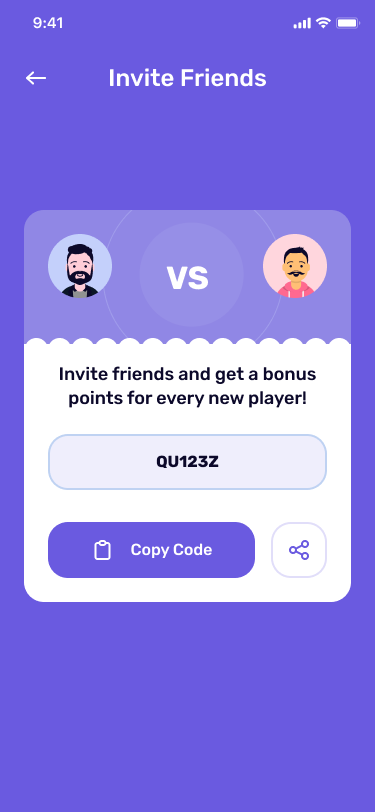 9:41
Invite Friends
VS
Invite friends and get a bonus
points for every new player!
QU123Z
Copy Code